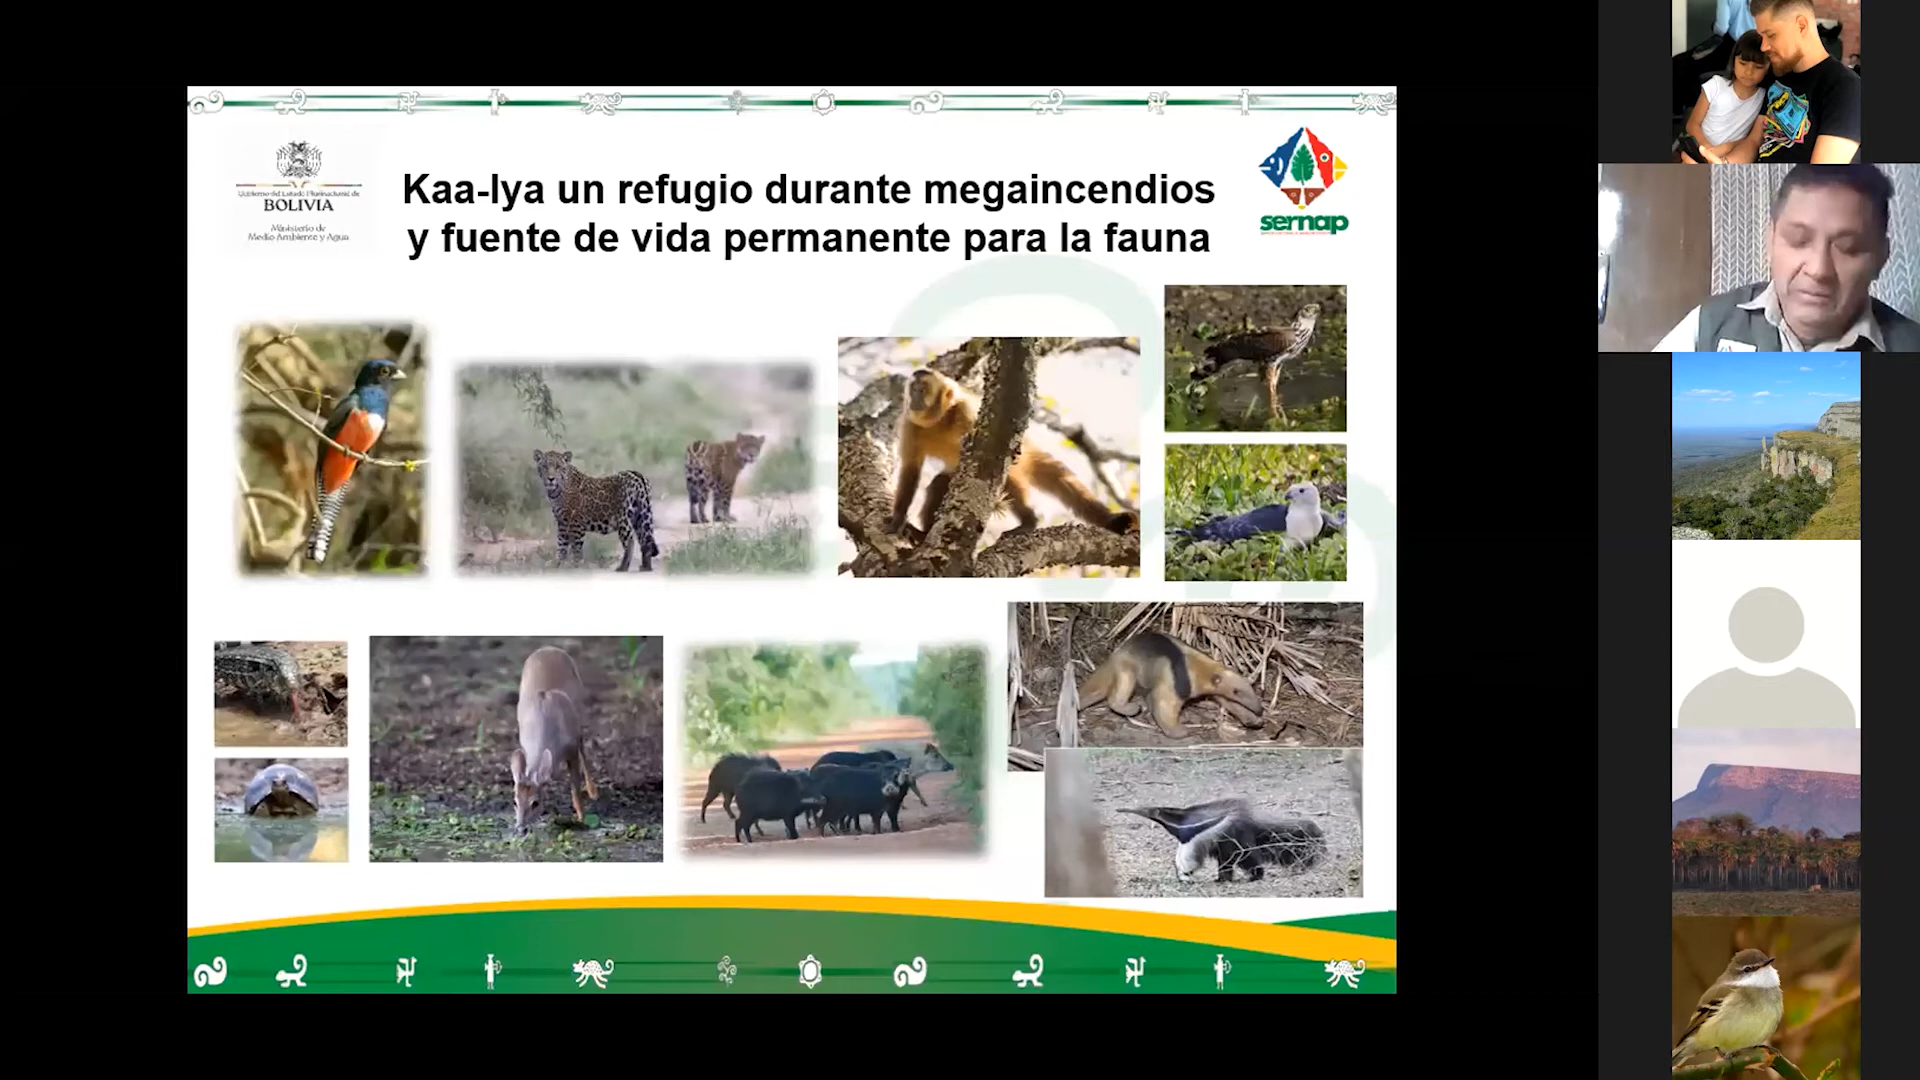 Gobierno del Estado Plurinacional de
BOLIVIA
Ministerio de
Medio Ambiente y Agua
Kaa-Iya un refugio durante megaincendios
y fuente de vida permanente para la fauna
sernap